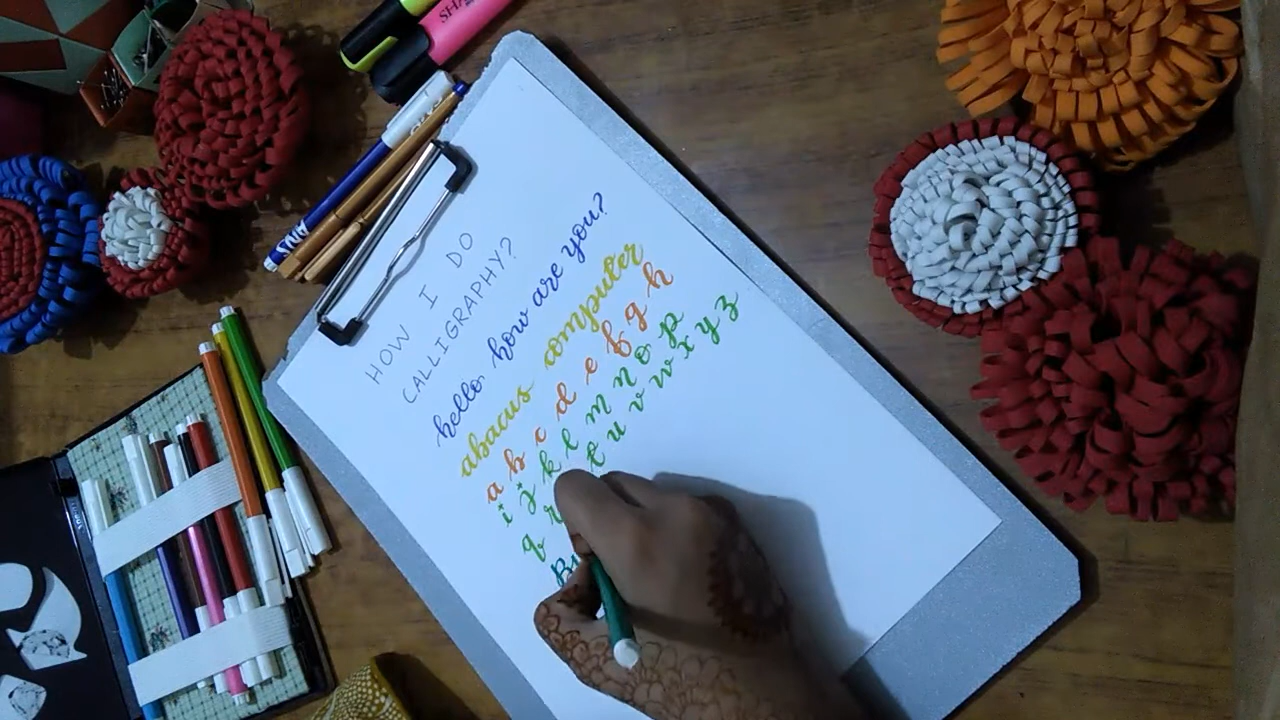 HOW I DO
CALLIGRAPHY?
hello. how are you?
abacus computer
a b c d e f g h
i j k l m n o p
q r t u v w x y z